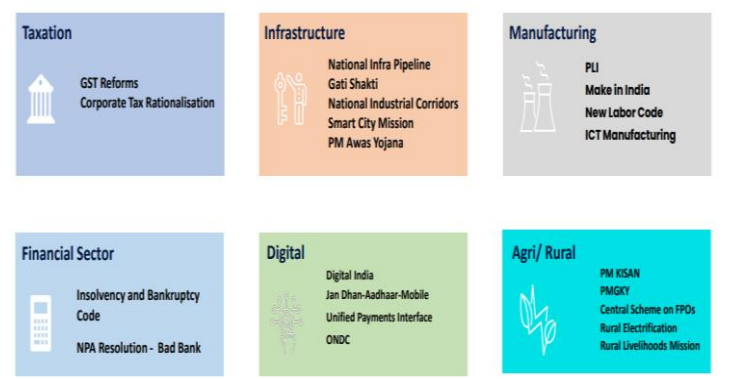 Taxation
GST Reforms
Corporate Tax Rationalisation
Infrastructure
National Infra Pipeline
Gati Shakti
National Industrial Corridors
Smart City Mission
PM Awas Yojana
Manufacturing
PLI
Make in India
New Labor Code
ICT Manufacturing
Financial Sector
Insolvency and Bankruptcy
Code
NPA Resolution - Bad Bank
Digital
Digital India
Jan Dhan-Aadhaar-Mobile
Unified Payments Interface
ONDC
Agri/ Rural
PM KISAN
PMGKY
Central Scheme on FPOs
Rural Electrification
Rural Livelihoods Mission